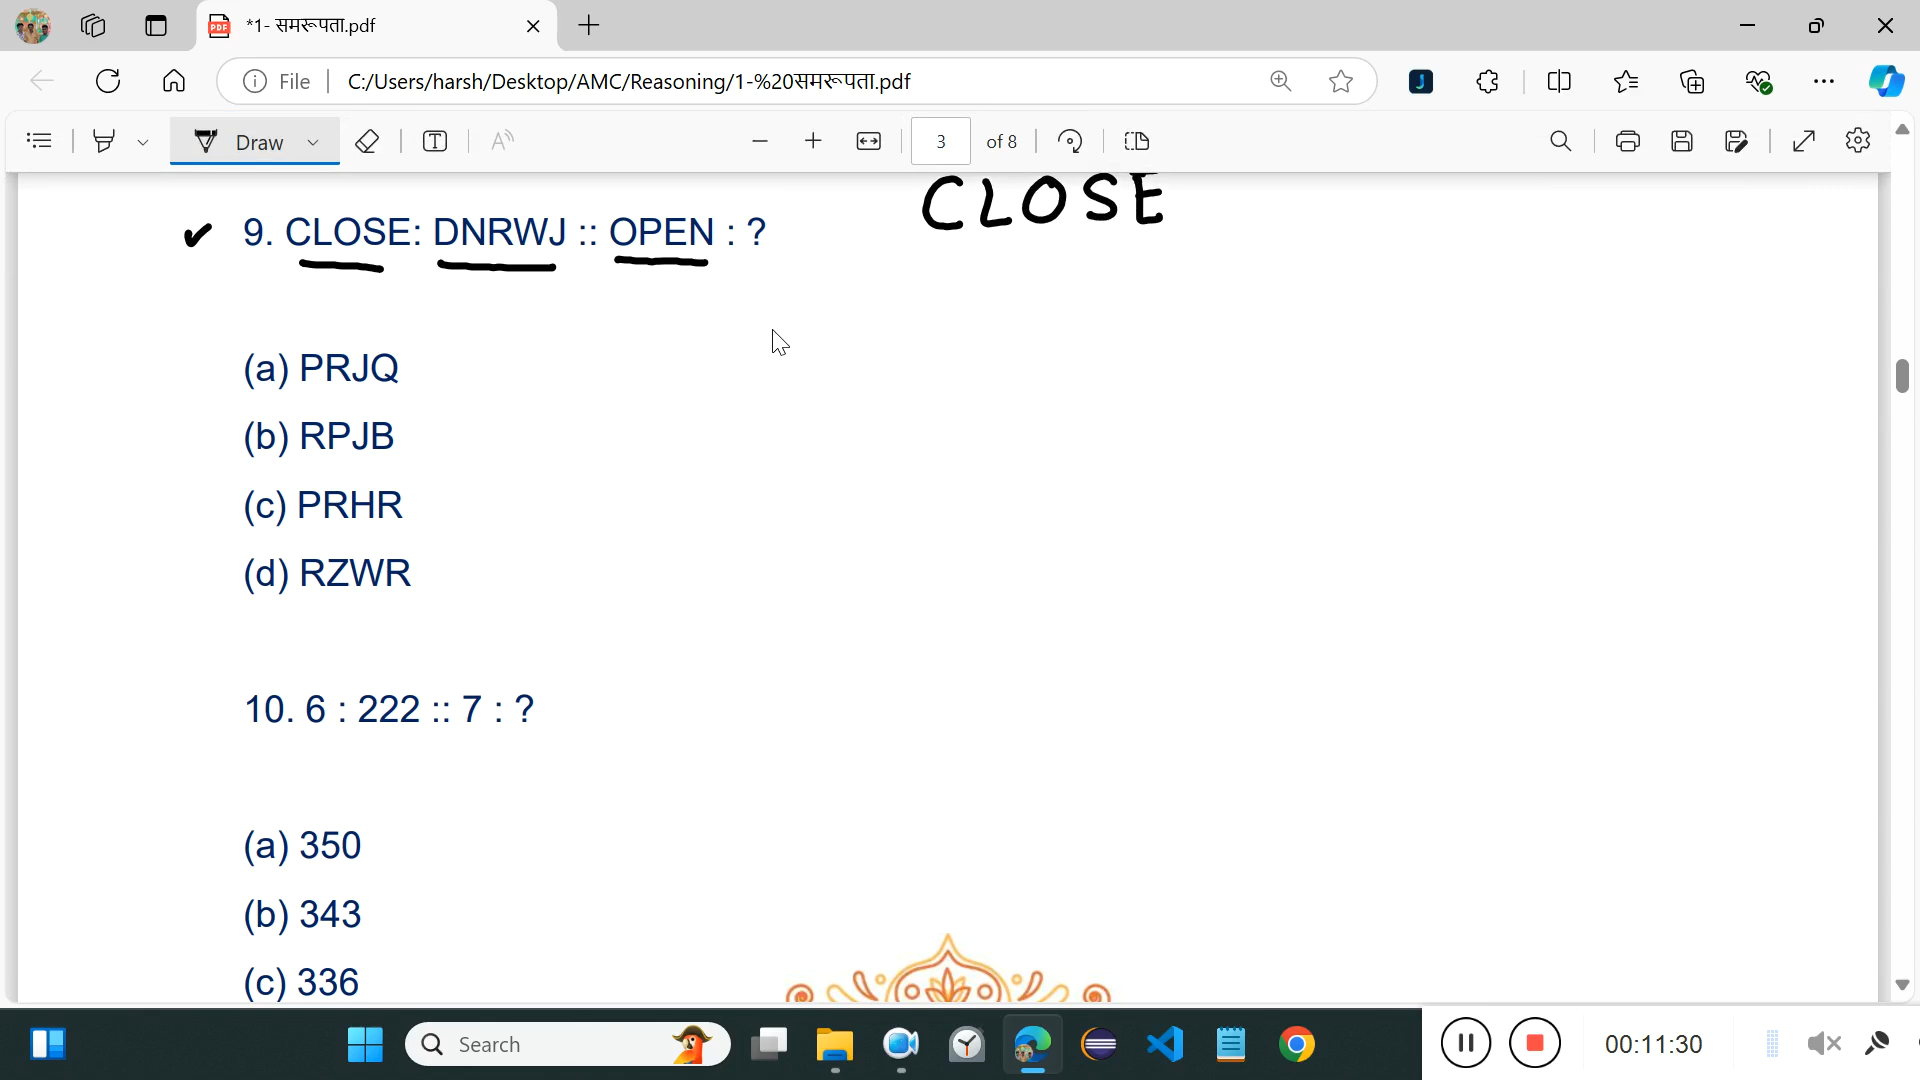 *1- समरूपता.pdf
File
C:/Users/harsh/Desktop/AMC/Reasoning/1-%20समरूपता.pdf
Draw
3 of 8
CLOSE
✔ 9. CLOSE: DNRWJ :: OPEN : ?
(a) PRJQ
(b) RPJB
(c) PRHR
(d) RZWR
10. 6 : 222 :: 7 : ?
(a) 350
(b) 343
(c) 336
Search
00:11:30